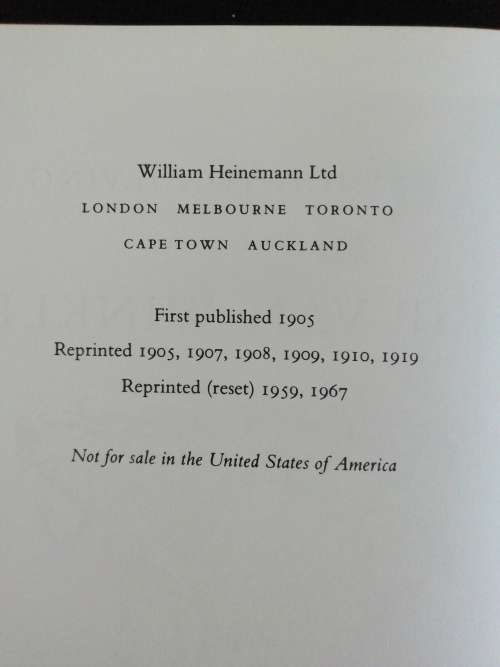 William Heinemann Ltd
LONDON MELBOURNE TORONTO
CAPE TOWN AUCKLAND
First published 1905
Reprinted 1905, 1907, 1908, 1909, 1910, 1919
Reprinted (reset) 1959, 1967
Not for sale in the United States of America